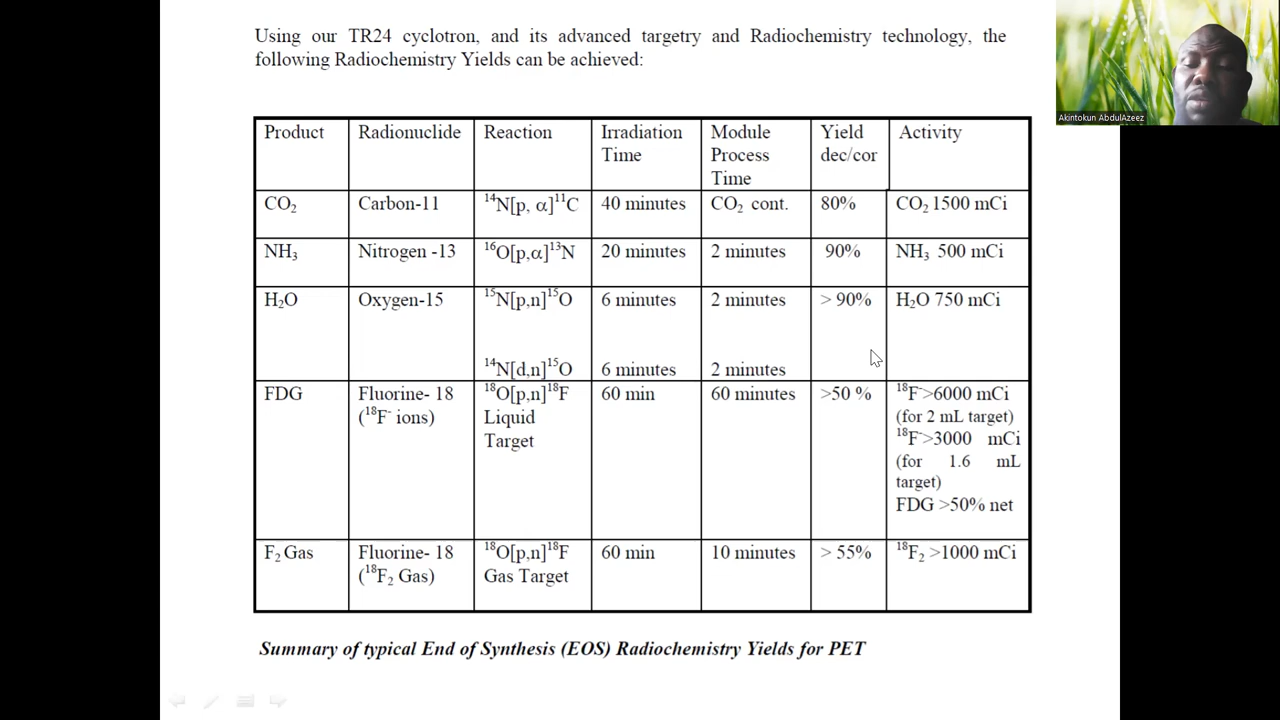 Using our TR24 cyclotron, and its advanced targetry and Radiochemistry technology, the
following Radiochemistry Yields can be achieved:
Akintokun AbdulAzeez
Product Radionuclide Reaction Irradiation Time Module Process Time Yield dec/cor Activity
CO₂ Carbon-11 ¹⁴N[p, α]¹¹C 40 minutes CO₂ cont. 80% CO₂ 1500 mCi
NH₃ Nitrogen -13 ¹⁶O[p,α]¹³N 20 minutes 2 minutes 90% NH₃ 500 mCi
H₂O Oxygen-15 ¹⁵N[p,n]¹⁵O 6 minutes 2 minutes > 90% H₂O 750 mCi
¹⁴N[d,n]¹⁵O 6 minutes 2 minutes
FDG Fluorine- 18 ¹⁸O[p,n]¹⁸F 60 min 60 minutes >50 % ¹⁸F⁻>6000 mCi
(¹⁸F⁻ ions) Liquid (for 2 mL target)
Target ¹⁸F⁻>3000 mCi
(for 1.6 mL
target)
FDG >50% net
F₂ Gas Fluorine- 18 ¹⁸O[p,n]¹⁸F 60 min 10 minutes > 55% ¹⁸F₂ >1000 mCi
(¹⁸F₂ Gas) Gas Target
Summary of typical End of Synthesis (EOS) Radiochemistry Yields for PET